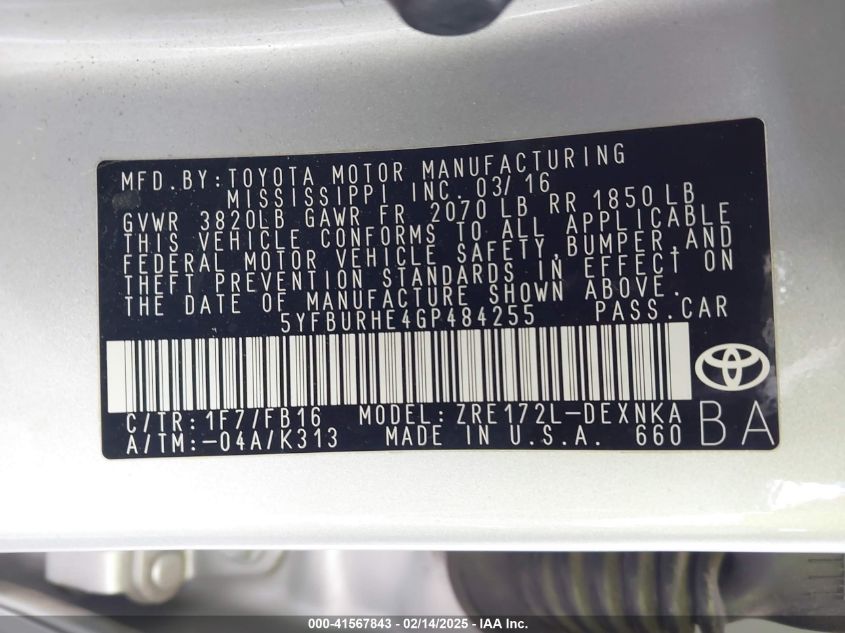 MFD.BY:TOYOTA MOTOR MANUFACTURING
MISSISSIPPI INC. 03/16
GVWR 3820LB GAWR FR 2070 LB RR 1850 LB
THIS VEHICLE CONFORMS TO ALL APPLICABLE
FEDERAL MOTOR VEHICLE SAFETY,BUMPER,AND
THEFT PREVENTION STANDARDS IN EFFECT ON
THE DATE OF MANUFACTURE SHOWN ABOVE.
5YFBURHE4GP484255 PASS.CAR
C/TR:1F7/FB16 MODEL:ZRE172L-DEXNKA
A/TM:-04A/K313 MADE IN U.S.A. 660 BA
000-41567843 / 02/14/2025 - IAA Inc.